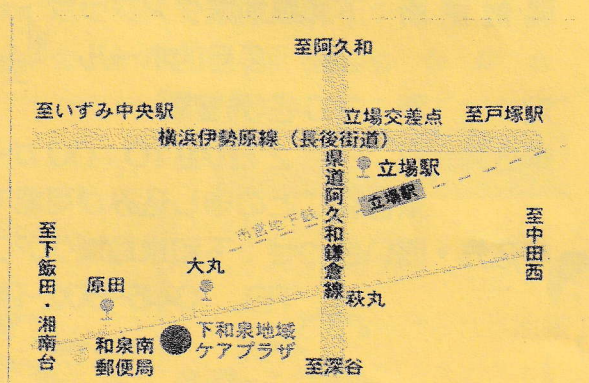 至阿久和
至いずみ中央駅
立場交差点
至戸塚駅
横浜伊勢原線（長後街道）
県道阿久和鎌倉線
立場駅
立場駅
市営地下鉄
至下飯田・湘南台
至中田西
大丸
原田
萩丸
和泉南
郵便局
下和泉地域
ケアプラザ
至深谷